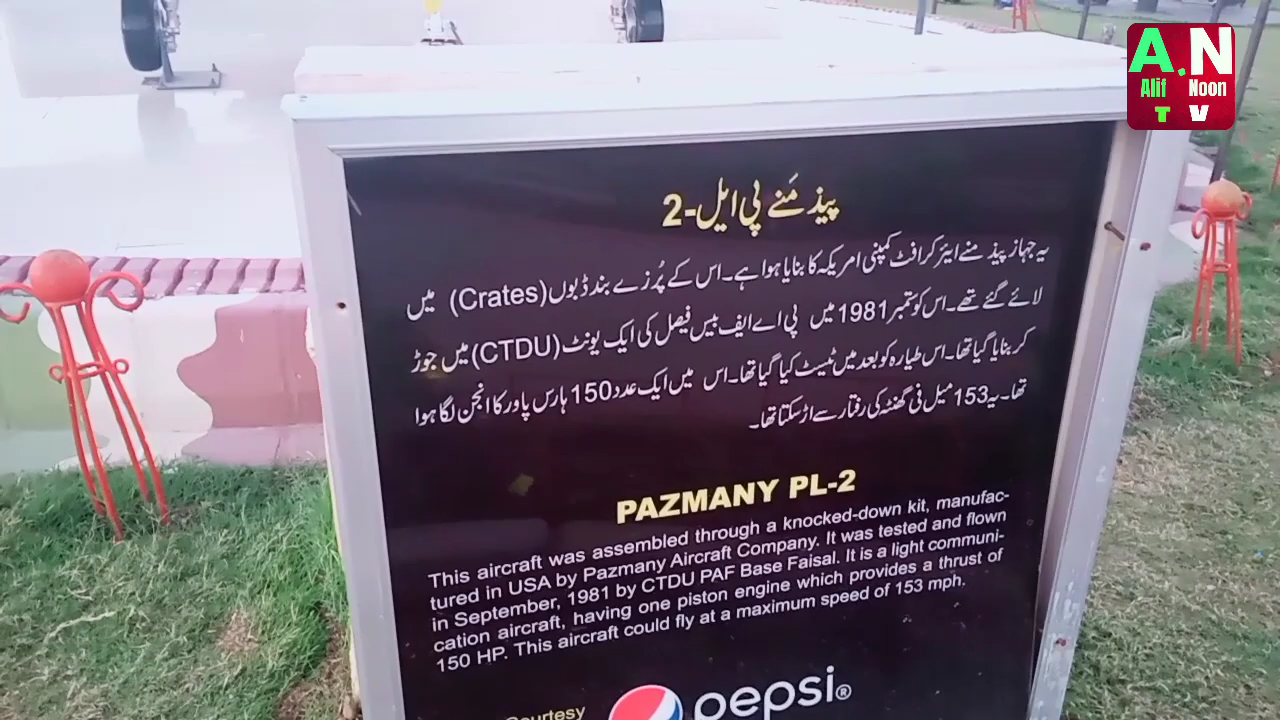 A.N
Alif Noon
TV
پیذ مَنے پی ایل-2
یہ جہاز پیذ منے ایئر کرافٹ کمپنی امریکہ کا بنایا ہوا ہے۔ اس کے پُرزے بند ڈبوں (Crates) میں
لائے گئے تھے۔ اس کو ستمبر 1981 میں پی اے ایف بیس فیصل کی ایک یونٹ (CTDU) میں جوڑ
کر بنایا گیا تھا۔ اس طیارہ کو بعد میں ٹیسٹ کیا گیا تھا۔ اس میں ایک عدد 150 ہارس پاور کا انجن لگا ہوا
تھا۔ یہ 153 میل فی گھنٹہ کی رفتار سے اڑ سکتا تھا۔
PAZMANY PL-2
This aircraft was assembled through a knocked-down kit, manufac-
tured in USA by Pazmany Aircraft Company. It was tested and flown
in September, 1981 by CTDU PAF Base Faisal. It is a light communi-
cation aircraft, having one piston engine which provides a thrust of
150 HP. This aircraft could fly at a maximum speed of 153 mph.
Courtesy pepsi®